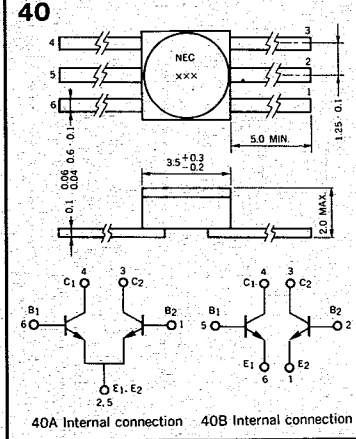 40
4
3
NEC
5
×××
2
6
1
5.0 MIN.
1.25±0.1
0.6±0.1
3.5+0.3
−0.2
0.1
0.06
0.04
2.0 MAX.
4
3
C1
C2
B1
B2
6
1
E1, E2
2,5
4
3
C1
C2
B1
B2
5
2
E1
E2
6
1
40A Internal connection
40B Internal connection